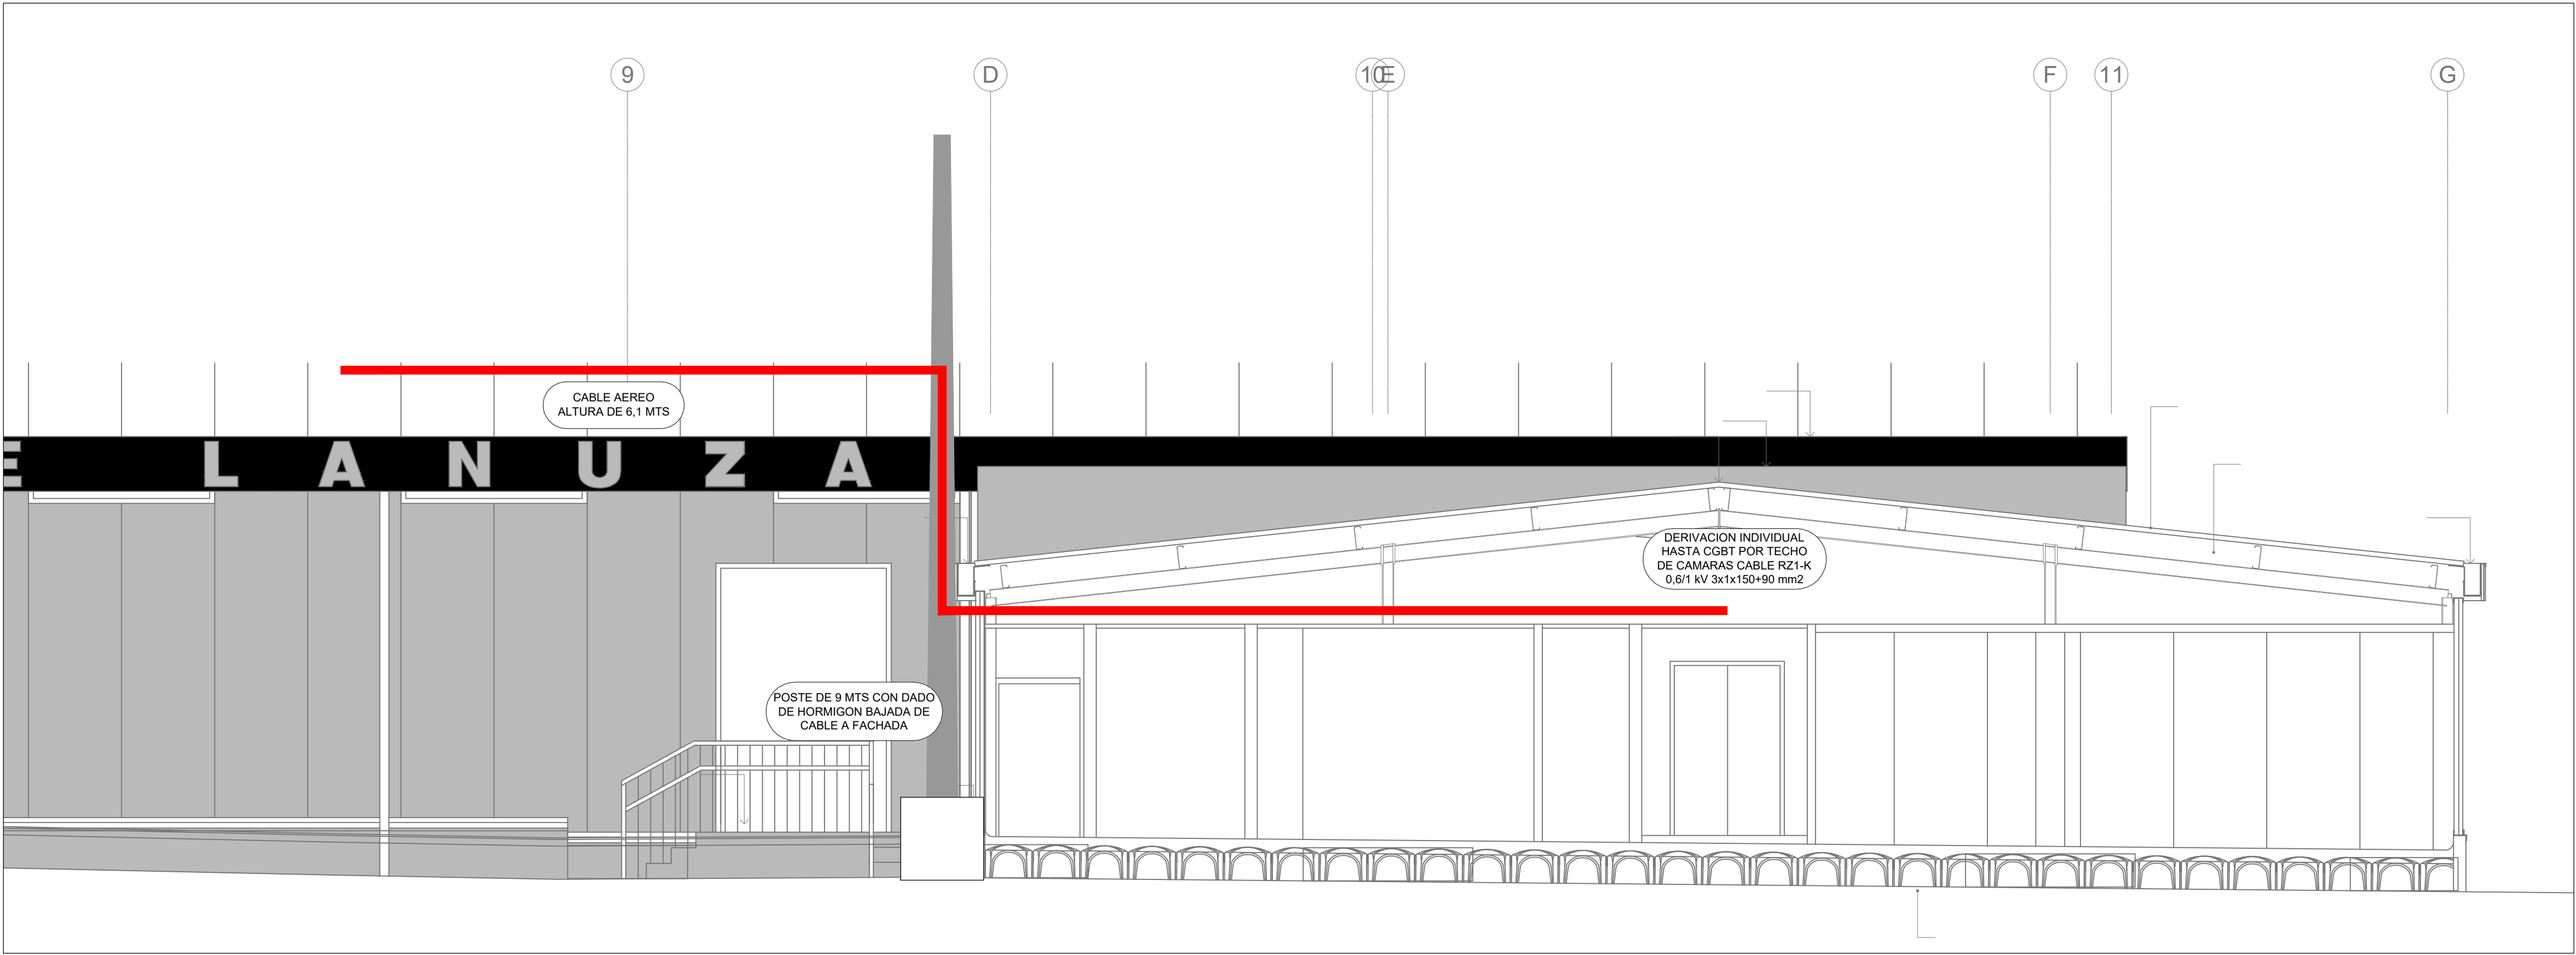 9
D
10
E
F
11
G
CABLE AEREO
ALTURA DE 6,1 MTS
E LANUZA
DERIVACION INDIVIDUAL
HASTA CGBT POR TECHO
DE CAMARAS CABLE RZ1-K
0,6/1 kV 3x1x150+90 mm2
POSTE DE 9 MTS CON DADO
DE HORMIGON BAJADA DE
CABLE A FACHADA